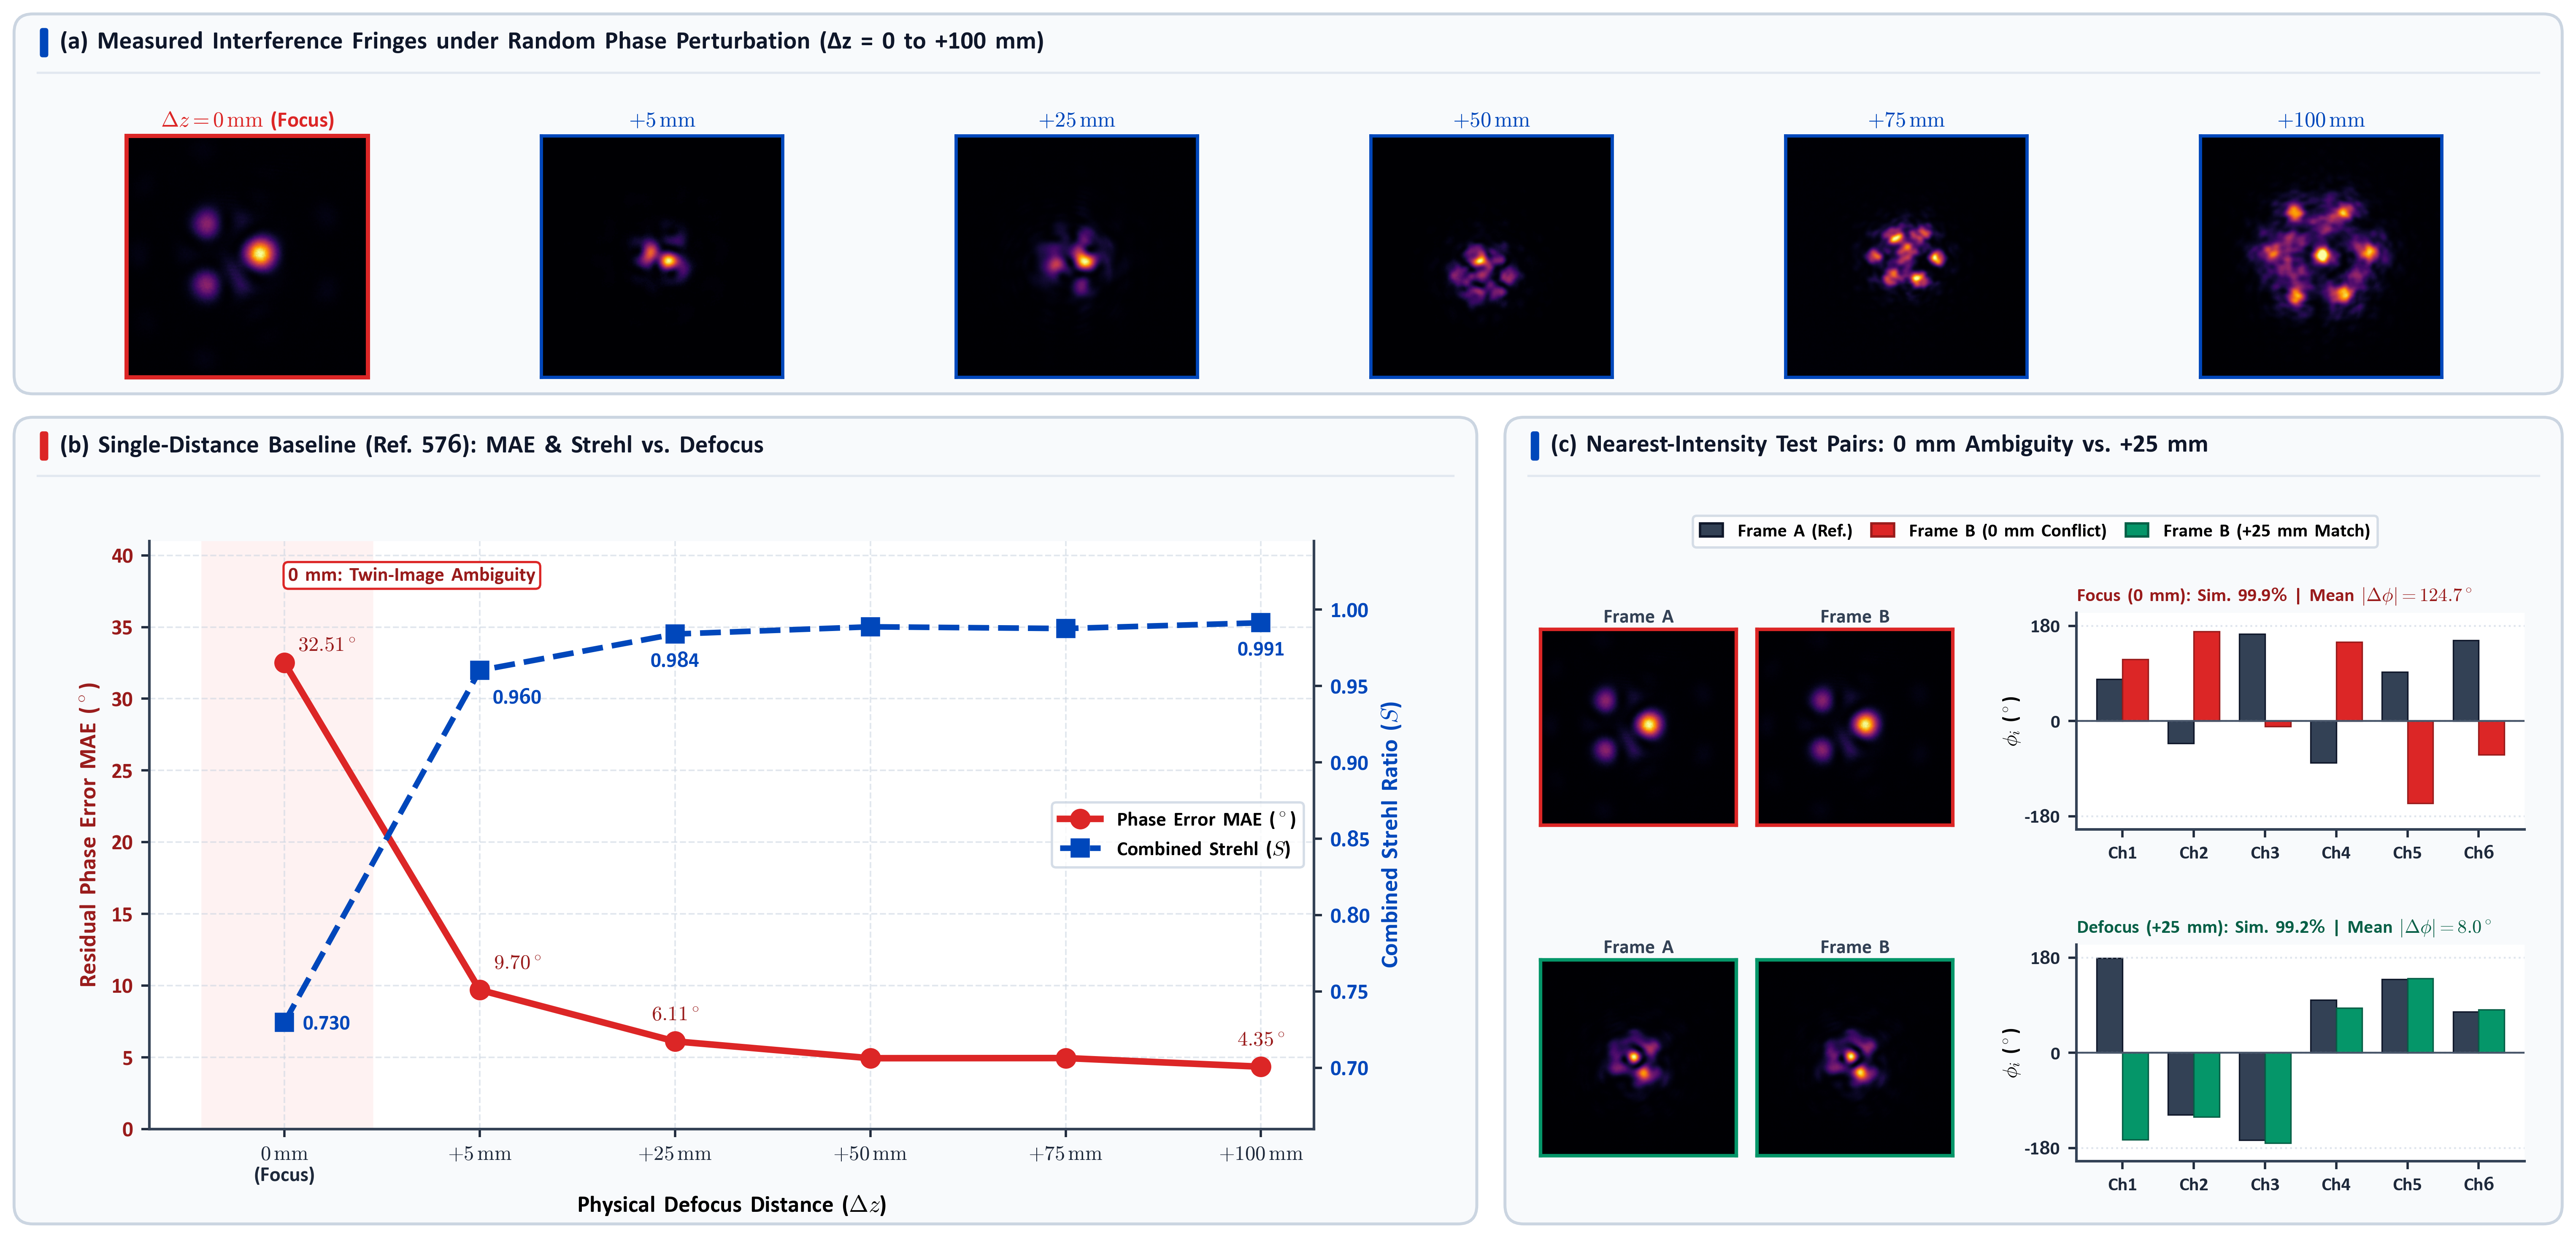 (a) Measured Interference Fringes under Random Phase Perturbation (Δz = 0 to +100 mm)
Δz = 0 mm (Focus)
+5 mm
+25 mm
+50 mm
+75 mm
+100 mm
(b) Single-Distance Baseline (Ref. 576): MAE & Strehl vs. Defocus
0 mm: Twin-Image Ambiguity
40
35
30
25
20
15
10
5
0
Residual Phase Error MAE (°)
32.51°
9.70°
6.11°
4.35°
0.730
0.960
0.984
0.991
Phase Error MAE (°)
Combined Strehl (S)
1.00
0.95
0.90
0.85
0.80
0.75
0.70
Combined Strehl Ratio (S)
0 mm
(Focus)
+5 mm
+25 mm
+50 mm
+75 mm
+100 mm
Physical Defocus Distance (Δz)
(c) Nearest-Intensity Test Pairs: 0 mm Ambiguity vs. +25 mm
Frame A (Ref.)
Frame B (0 mm Conflict)
Frame B (+25 mm Match)
Frame A
Frame B
Focus (0 mm): Sim. 99.9% | Mean |Δϕ| = 124.7°
180
0
-180
ϕi (°)
Ch1
Ch2
Ch3
Ch4
Ch5
Ch6
Frame A
Frame B
Defocus (+25 mm): Sim. 99.2% | Mean |Δϕ| = 8.0°
180
0
-180
ϕi (°)
Ch1
Ch2
Ch3
Ch4
Ch5
Ch6